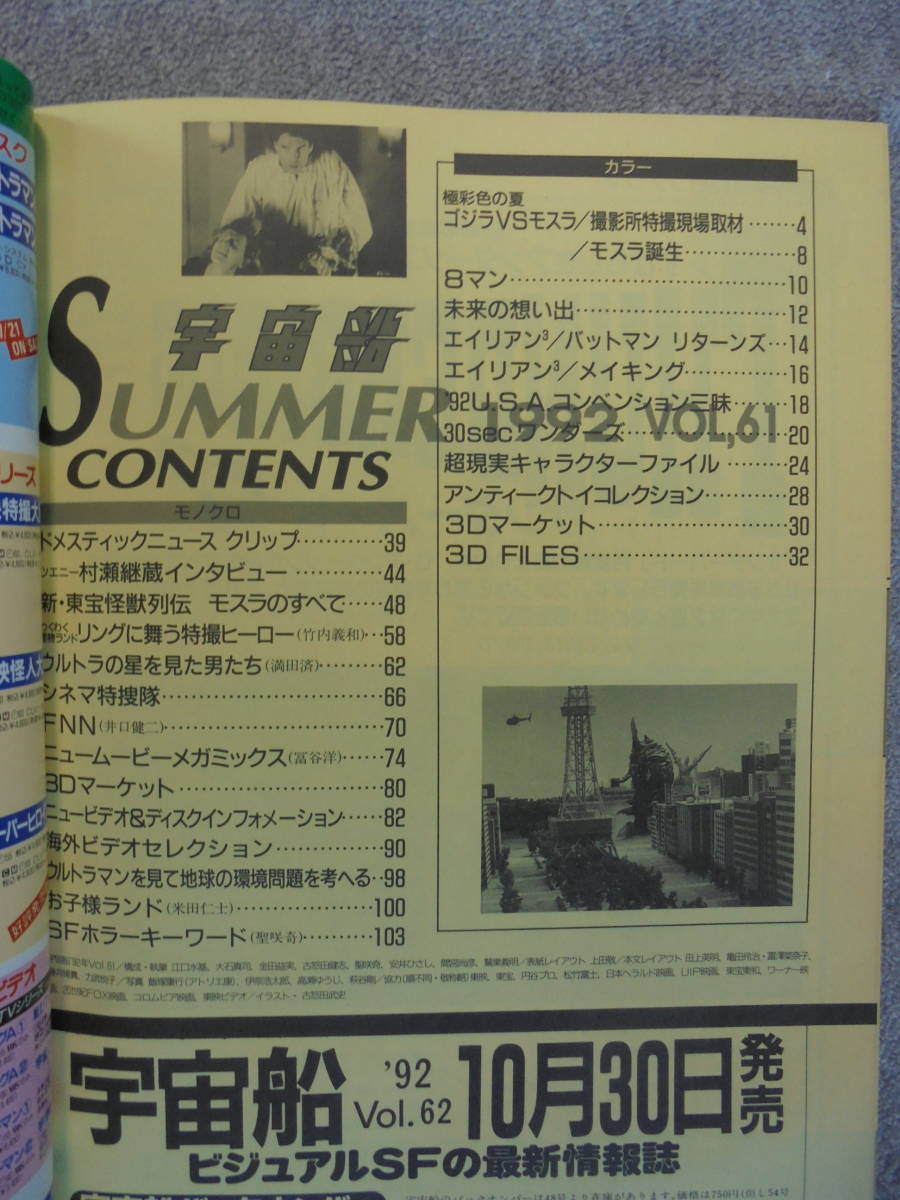 宇宙船
SUMMER 1992 VOL,61
CONTENTS
カラー
極彩色の夏
ゴジラVSモスラ/撮影所特撮現場取材……4
/モスラ誕生……8
8マン……10
未来の想い出……12
エイリアン³/バットマン リターンズ…14
エイリアン³/メイキング……16
'92U.S.A.コンベンション三昧……18
30secワンダーズ……20
超現実キャラクターファイル……24
アンティークトイコレクション……28
3Dマーケット……30
3D FILES……32
モノクロ
ドメスティックニュース クリップ……39
村瀬継蔵インタビュー……44
新・東宝怪獣列伝 モスラのすべて……48
リングに舞う特撮ヒーロー(竹内義和)…58
ウルトラの星を見た男たち(満田済)……62
シネマ特捜隊……66
FNN(井口健二)……70
ニュームービーメガミックス(冨谷洋)……74
3Dマーケット……80
ニュービデオ&ディスクインフォメーション……82
海外ビデオセレクション……90
ウルトラマンを見て地球の環境問題を考へる…98
お子様ランド(米田仁士)……100
SFホラーキーワード(聖咲奇)……103
宇宙船 '92 Vol.62 10月30日発売
ビジュアルSFの最新情報誌